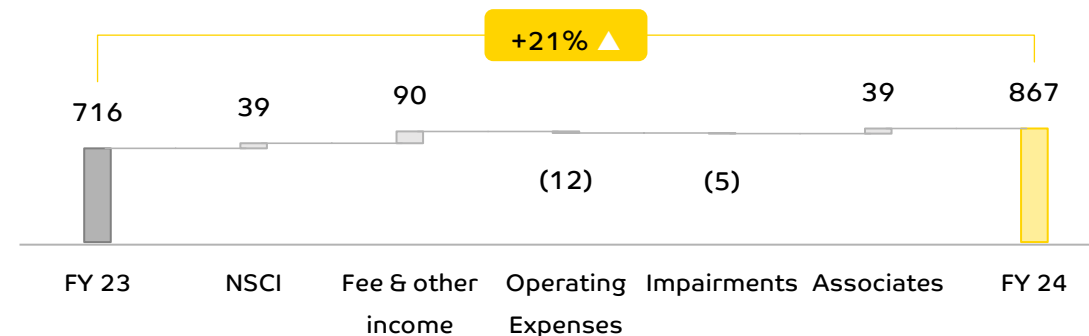 +21%
716
39
90
(12)
(5)
39
867
FY 23
NSCI
Fee & other
income
Operating
Expenses
Impairments
Associates
FY 24